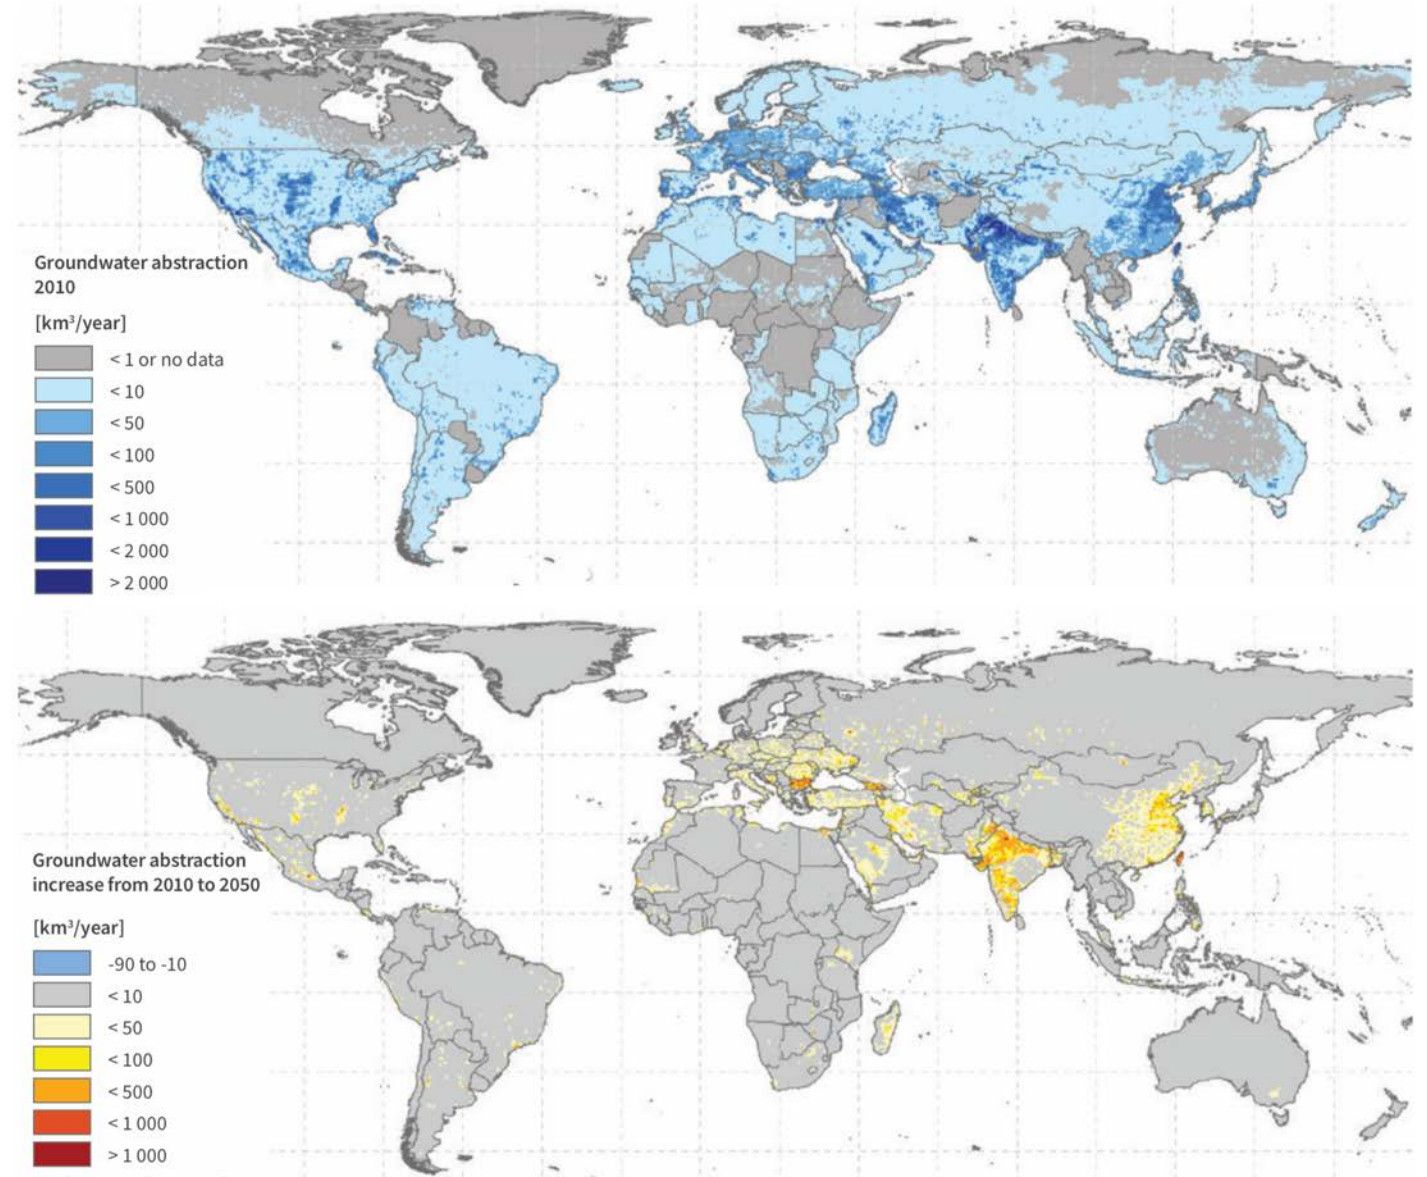 Groundwater abstraction
2010
[km³/year]
< 1 or no data
< 10
< 50
< 100
< 500
< 1 000
< 2 000
> 2 000
Groundwater abstraction
increase from 2010 to 2050
[km³/year]
-90 to -10
< 10
< 50
< 100
< 500
< 1 000
> 1 000